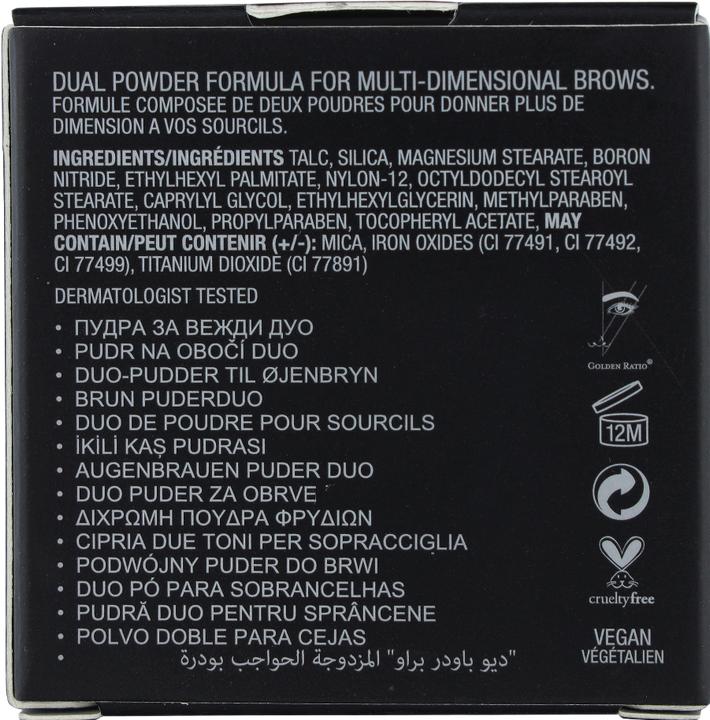 DUAL POWDER FORMULA FOR MULTI-DIMENSIONAL BROWS.
FORMULE COMPOSEE DE DEUX POUDRES POUR DONNER PLUS DE
DIMENSION A VOS SOURCILS.
INGREDIENTS/INGRÉDIENTS TALC, SILICA, MAGNESIUM STEARATE, BORON
NITRIDE, ETHYLHEXYL PALMITATE, NYLON-12, OCTYLDODECYL STEAROYL
STEARATE, CAPRYLYL GLYCOL, ETHYLHEXYLGLYCERIN, METHYLPARABEN,
PHENOXYETHANOL, PROPYLPARABEN, TOCOPHERYL ACETATE, MAY
CONTAIN/PEUT CONTENIR (+/-): MICA, IRON OXIDES (CI 77491, CI 77492,
CI 77499), TITANIUM DIOXIDE (CI 77891)
DERMATOLOGIST TESTED
• ПУДРА ЗА ВЕЖДИ ДУО
• PUDR NA OBOČÍ DUO
• DUO-PUDDER TIL ØJENBRYN
• BRUN PUDERDUO
• DUO DE POUDRE POUR SOURCILS
• İKİLİ KAŞ PUDRASI
• AUGENBRAUEN PUDER DUO
• DUO PUDER ZA OBRVE
• ΔΙΧΡΩΜΗ ΠΟΥΔΡΑ ΦΡΥΔΙΩΝ
• CIPRIA DUE TONI PER SOPRACCIGLIA
• PODWÓJNY PUDER DO BRWI
• DUO PÓ PARA SOBRANCELHAS
• PUDRĂ DUO PENTRU SPRÂNCENE
• POLVO DOBLE PARA CEJAS
• "ديو باودر براو" المزدوجة الحواجب بودرة
GOLDEN RATIO®
12M
crueltyfree
VEGAN
VÉGÉTALIEN